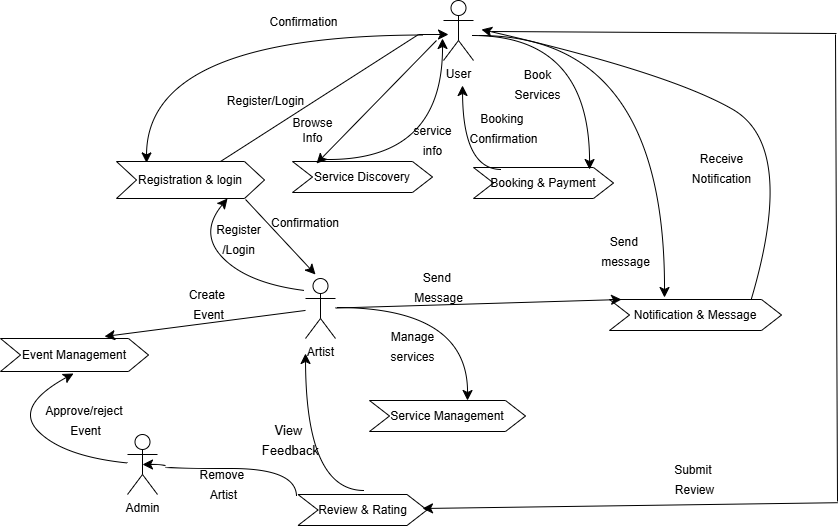 Confirmation
User
Book
Services
Register/Login
Browse
Info
service
info
Booking
Confirmation
Receive
Notification
Registration & login
Service Discovery
Booking & Payment
Register
/Login
Confirmation
Send
message
Create
Event
Send
Message
Notification & Message
Artist
Manage
services
Event Management
Approve/reject
Event
Service Management
View
Feedback
Remove
Artist
Submit
Review
Admin
Review & Rating